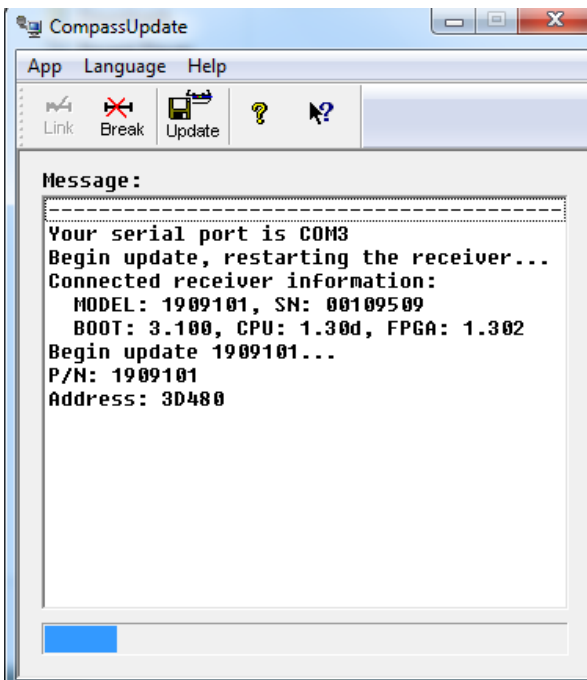 CompassUpdate
App Language Help
Link Break Update
Message:
-----------------------------------------
Your serial port is COM3
Begin update, restarting the receiver...
Connected receiver information:
  MODEL: 1909101, SN: 00109509
  BOOT: 3.100, CPU: 1.30d, FPGA: 1.302
Begin update 1909101...
P/N: 1909101
Address: 3D480